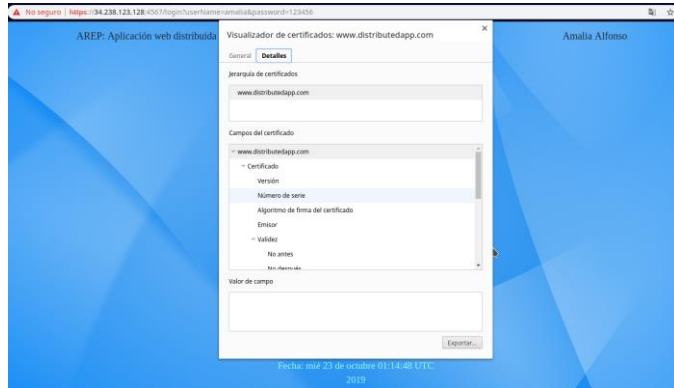 No seguro | https://34.238.123.128:4567/login?userName=amalia&password=123456
AREP: Aplicación web distribuida
Amalia Alfonso
Visualizador de certificados: www.distributedapp.com
General
Detalles
Jerarquía de certificados
www.distributedapp.com
Campos del certificado
www.distributedapp.com
Certificado
Versión
Número de serie
Algoritmo de firma del certificado
Emisor
Validez
No antes
No después
Valor de campo
Exportar...
Fecha: mié 23 de octubre 01:14:48 UTC
2019